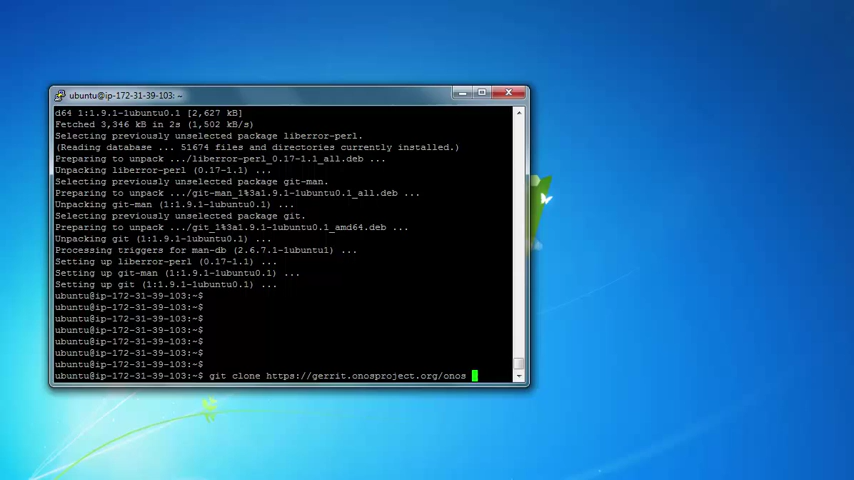 ubuntu@ip-172-31-39-103: ~
d64 1:1.9.1-1ubuntu0.1 [2,627 kB]
Fetched 3,346 kB in 2s (1,502 kB/s)
Selecting previously unselected package liberror-perl.
(Reading database ... 51674 files and directories currently installed.)
Preparing to unpack .../liberror-perl_0.17-1.1_all.deb ...
Unpacking liberror-perl (0.17-1.1) ...
Selecting previously unselected package git-man.
Preparing to unpack .../git-man_1%3a1.9.1-1ubuntu0.1_all.deb ...
Unpacking git-man (1:1.9.1-1ubuntu0.1) ...
Selecting previously unselected package git.
Preparing to unpack .../git_1%3a1.9.1-1ubuntu0.1_amd64.deb ...
Unpacking git (1:1.9.1-1ubuntu0.1) ...
Processing triggers for man-db (2.6.7.1-1ubuntu1) ...
Setting up liberror-perl (0.17-1.1) ...
Setting up git-man (1:1.9.1-1ubuntu0.1) ...
Setting up git (1:1.9.1-1ubuntu0.1) ...
ubuntu@ip-172-31-39-103:~$
ubuntu@ip-172-31-39-103:~$
ubuntu@ip-172-31-39-103:~$
ubuntu@ip-172-31-39-103:~$
ubuntu@ip-172-31-39-103:~$
ubuntu@ip-172-31-39-103:~$
ubuntu@ip-172-31-39-103:~$
ubuntu@ip-172-31-39-103:~$ git clone https://gerrit.onosproject.org/onos